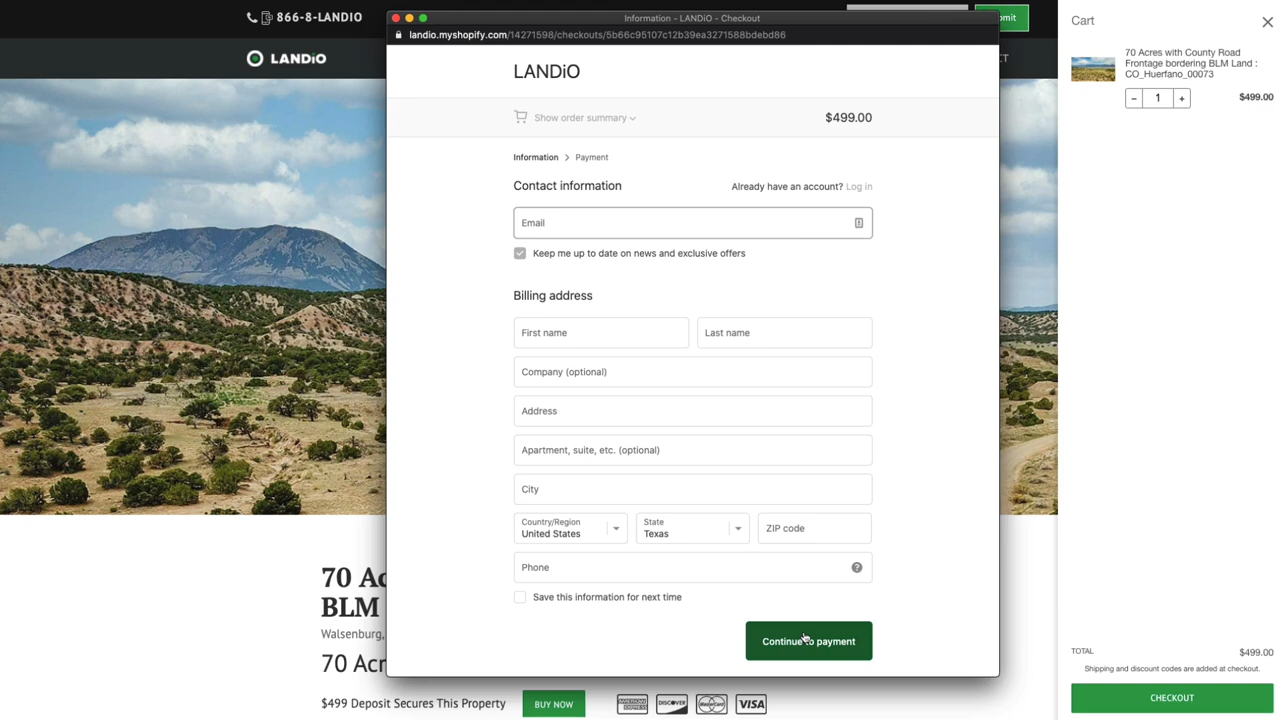 866-8-LANDIO
LANDiO
Information - LANDiO - Checkout
landio.myshopify.com/14271598/checkouts/5b66c95107c12b39ea3271588bdebd86
LANDiO
Show order summary
$499.00
Information > Payment
Contact information
Already have an account? Log in
Email
Keep me up to date on news and exclusive offers
Billing address
First name
Last name
Company (optional)
Address
Apartment, suite, etc. (optional)
City
Country/Region
United States
State
Texas
ZIP code
Phone
?
Save this information for next time
Continue to payment
70
BLM
Walsenburg,
70
$499 Deposit Secures This Property
BUY NOW
AMERICAN EXPRESS
DISCOVER
MasterCard
VISA
Cart
70 Acres with County Road
Frontage bordering BLM Land :
CO_Huerfano_00073
− 1 +
$499.00
TOTAL
$499.00
Shipping and discount codes are added at checkout.
CHECKOUT